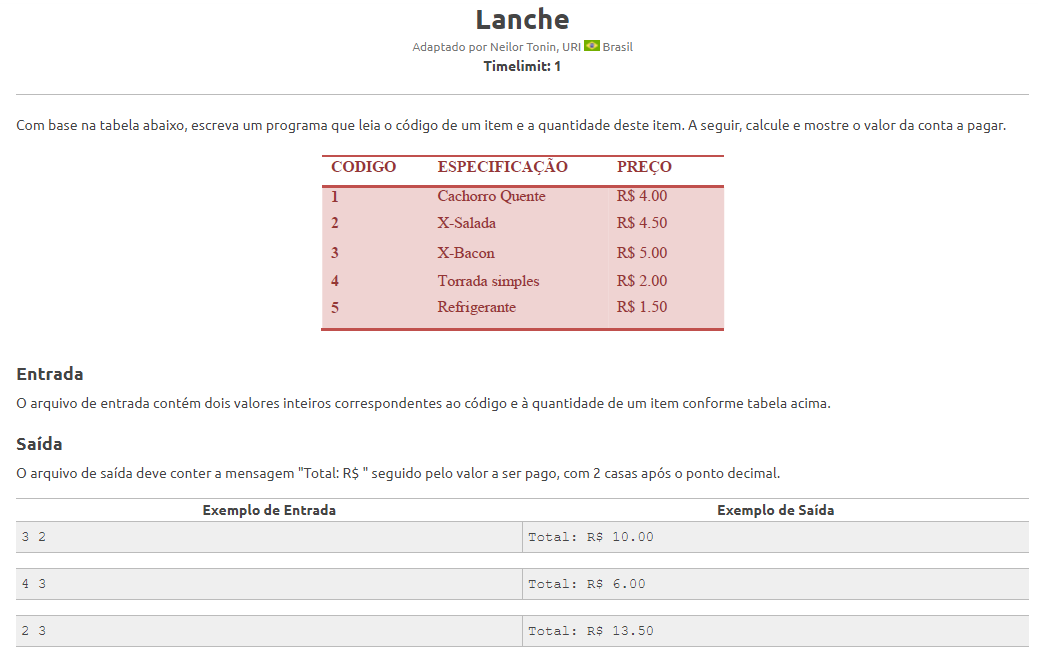 Lanche
Adaptado por Neilor Tonin, URI Brasil
Timelimit: 1
Com base na tabela abaixo, escreva um programa que leia o código de um item e a quantidade deste item. A seguir, calcule e mostre o valor da conta a pagar.
CODIGO ESPECIFICAÇÃO PREÇO
1 Cachorro Quente R$ 4.00
2 X-Salada R$ 4.50
3 X-Bacon R$ 5.00
4 Torrada simples R$ 2.00
5 Refrigerante R$ 1.50
Entrada
O arquivo de entrada contém dois valores inteiros correspondentes ao código e à quantidade de um item conforme tabela acima.
Saída
O arquivo de saída deve conter a mensagem "Total: R$ " seguido pelo valor a ser pago, com 2 casas após o ponto decimal.
Exemplo de Entrada Exemplo de Saída
3 2 Total: R$ 10.00
4 3 Total: R$ 6.00
2 3 Total: R$ 13.50